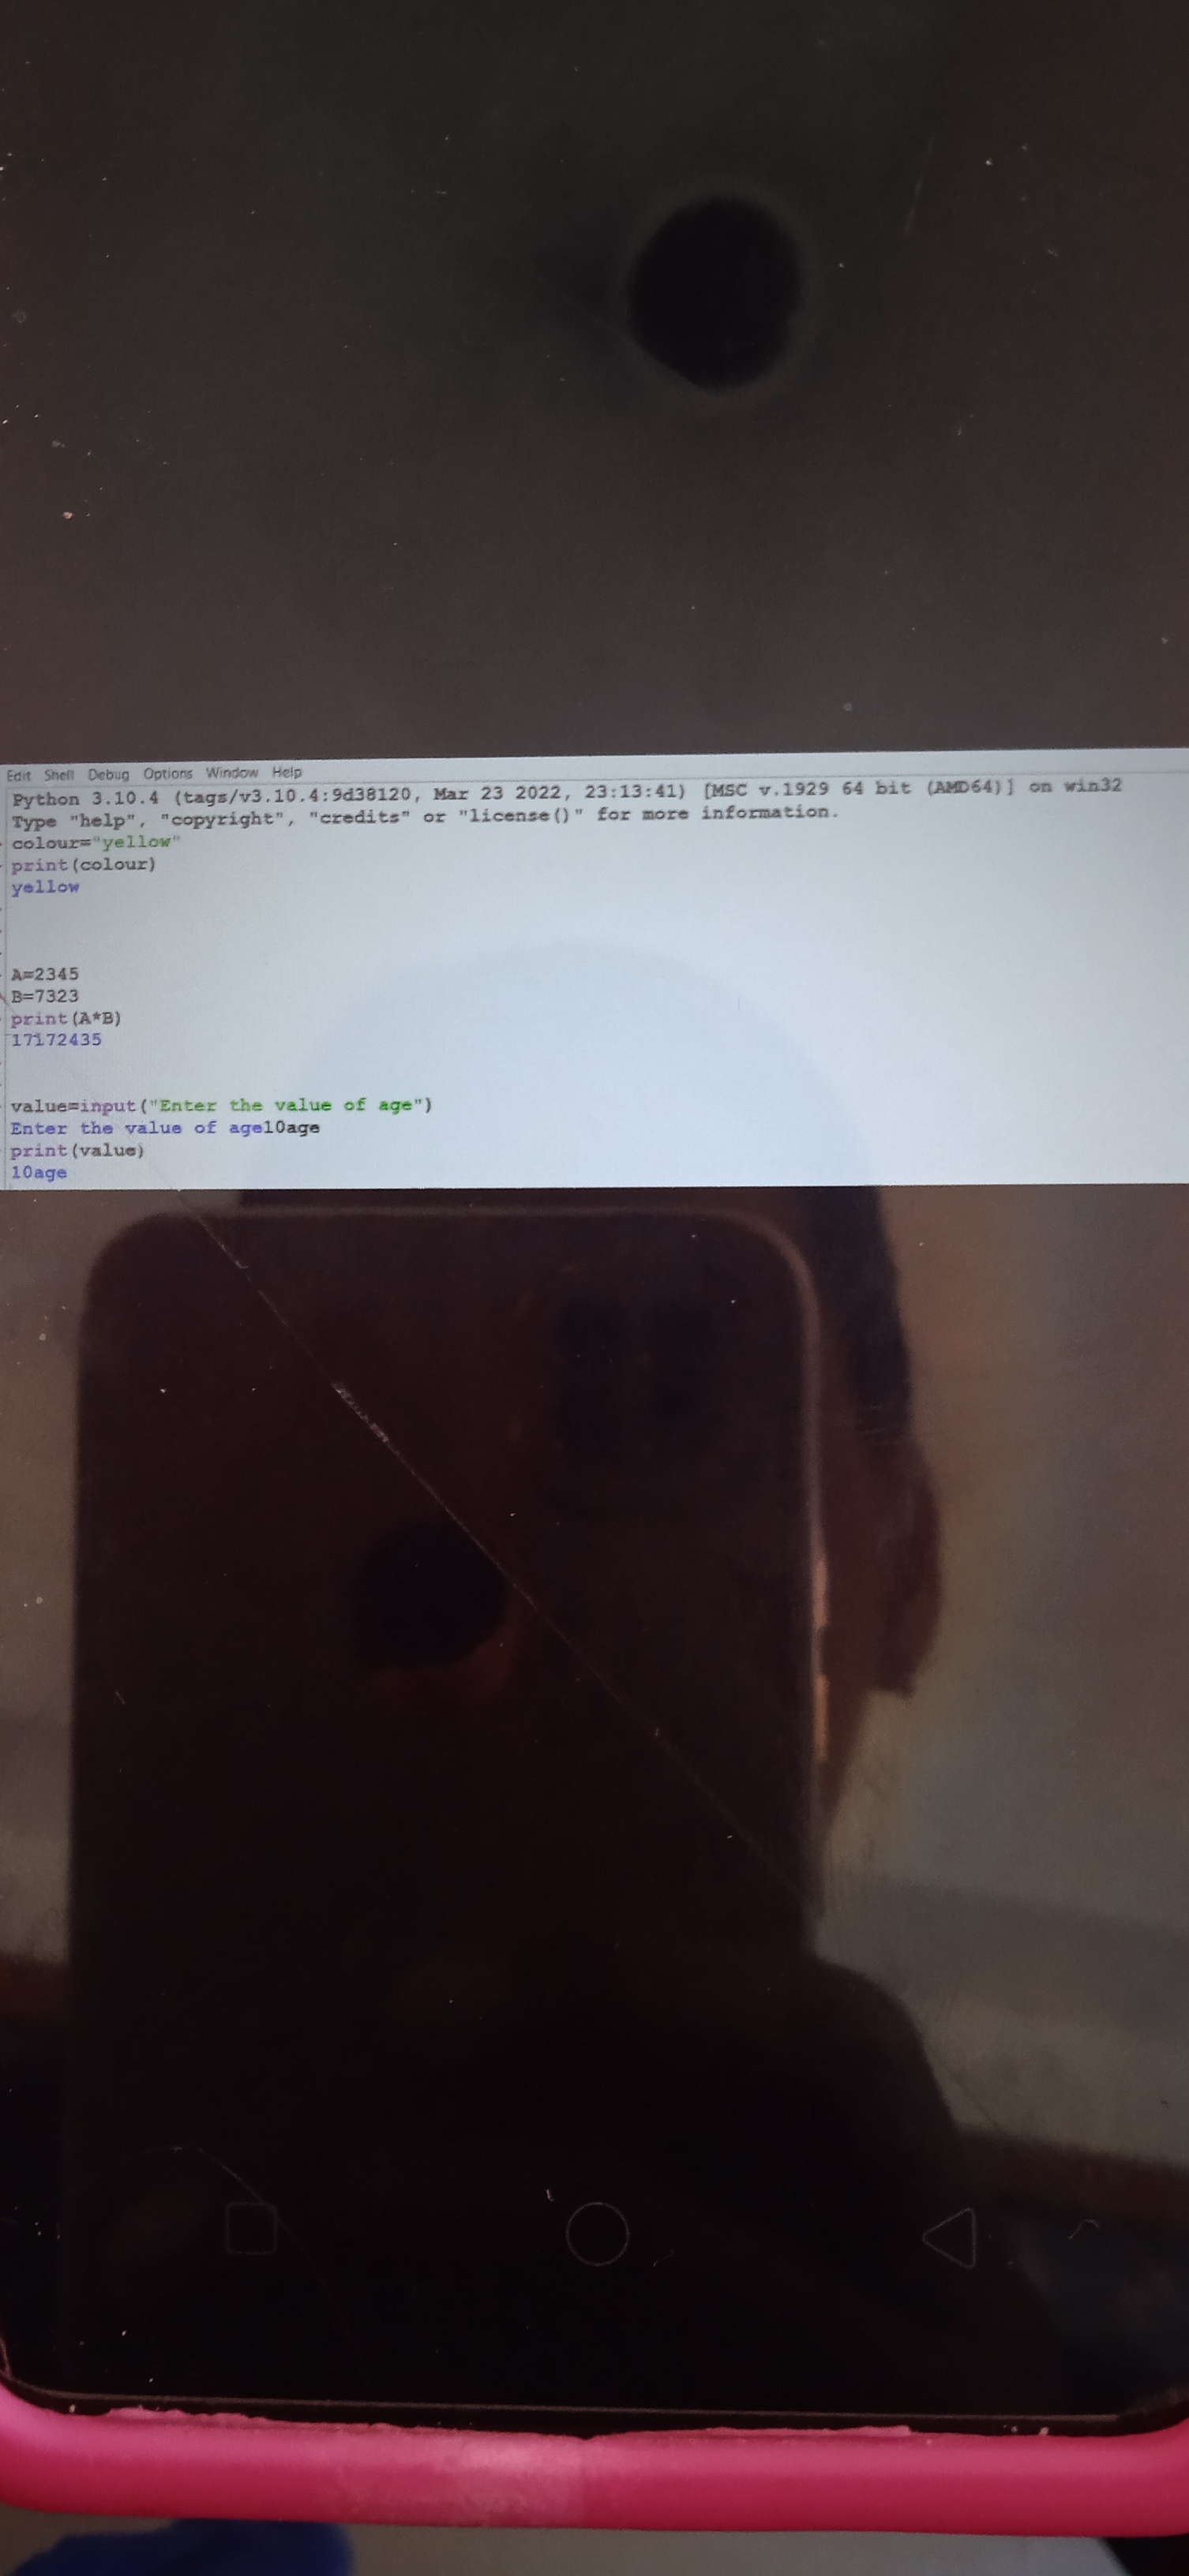 Edit Shell Debug Options Window Help
Python 3.10.4 (tags/v3.10.4:9d38120, Mar 23 2022, 23:13:41) [MSC v.1929 64 bit (AMD64)] on win32
Type "help", "copyright", "credits" or "license()" for more information.
colour="yellow"
print(colour)
yellow
A=2345
B=7323
print(A*B)
17172435
value=input("Enter the value of age")
Enter the value of age10age
print(value)
10age